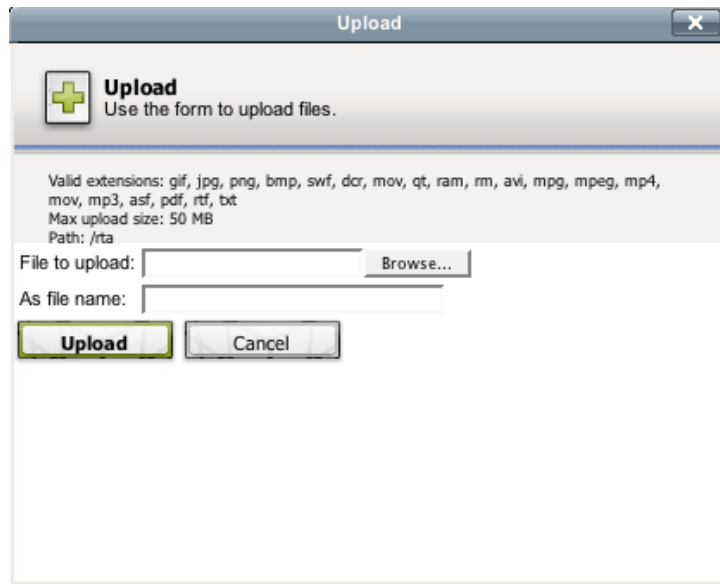 Upload
Upload
Use the form to upload files.
Valid extensions: gif, jpg, png, bmp, swf, dcr, mov, qt, ram, rm, avi, mpg, mpeg, mp4,
mov, mp3, asf, pdf, rtf, txt
Max upload size: 50 MB
Path: /rta
File to upload: Browse...
As file name:
Upload Cancel